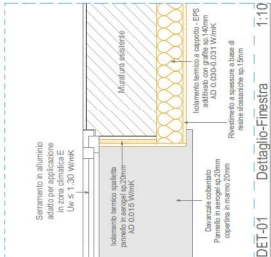 Serramento in alluminio
adatto per applicazione
in zona climatica E
Uw ≤ 1.30 W/mK
Muratura esistente
Isolamento termico spalletta
pannello in aerogel sp.20mm
λD 0.015 W/mK
Isolamento termico a cappotto - EPS
additivato con grafite sp.140mm
λD 0.030-0.031 W/mK
Rivestimento a spessore a base di
resine silossaniche sp.15mm
Davanzale coibentato
Pannello in aerogel sp.20mm
copertina in marmo 20mm
DET-01 Dettaglio-Finestra 1:10